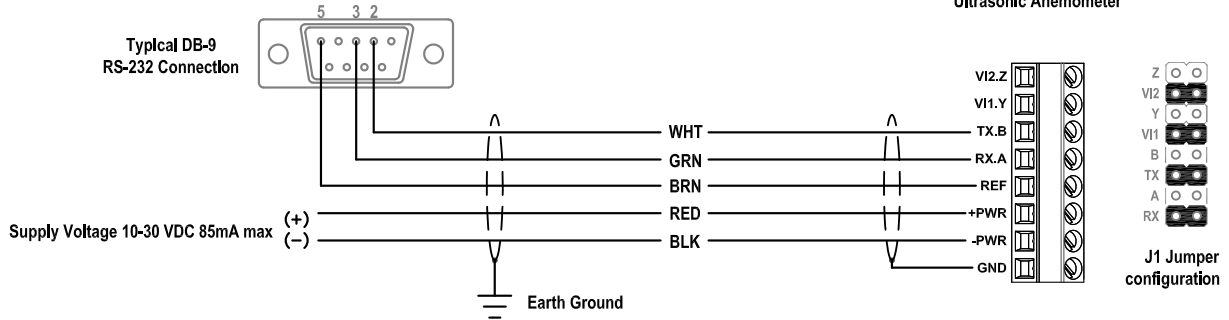 Ultrasonic Anemometer
5 3 2
Typical DB-9
RS-232 Connection
VI2.Z
VI1.Y
WHT
TX.B
GRN
RX.A
BRN
REF
RED
+PWR
BLK
-PWR
GND
Supply Voltage 10-30 VDC 85mA max
(+)
(−)
Earth Ground
Z
VI2
Y
VI1
B
TX
A
RX
J1 Jumper
configuration